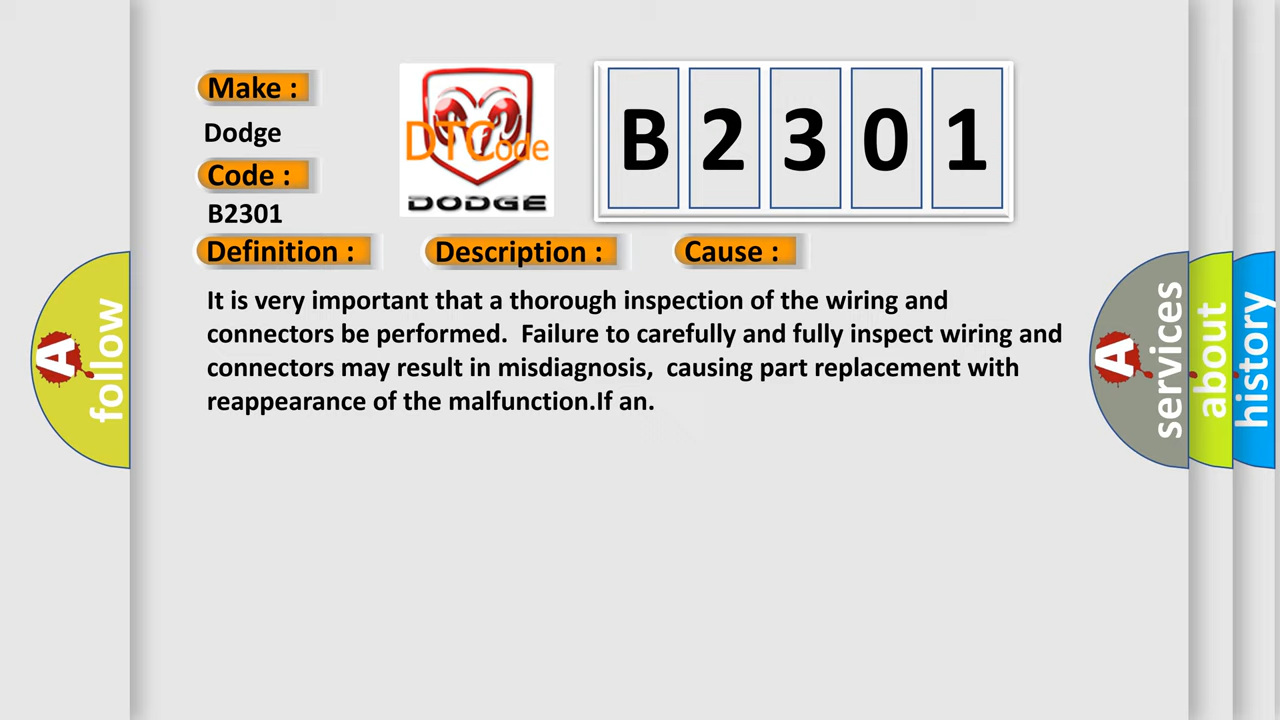 Make :
Dodge
Code :
B2301
DTCode
DODGE
B 2 3 0 1
Definition :
Description :
Cause :
It is very important that a thorough inspection of the wiring and
connectors be performed  Failure to carefully and fully inspect wiring and
connectors may result in misdiagnosis,  causing part replacement with
reappearance of the malfunctionIf an.
A
follow
A
services
about
history